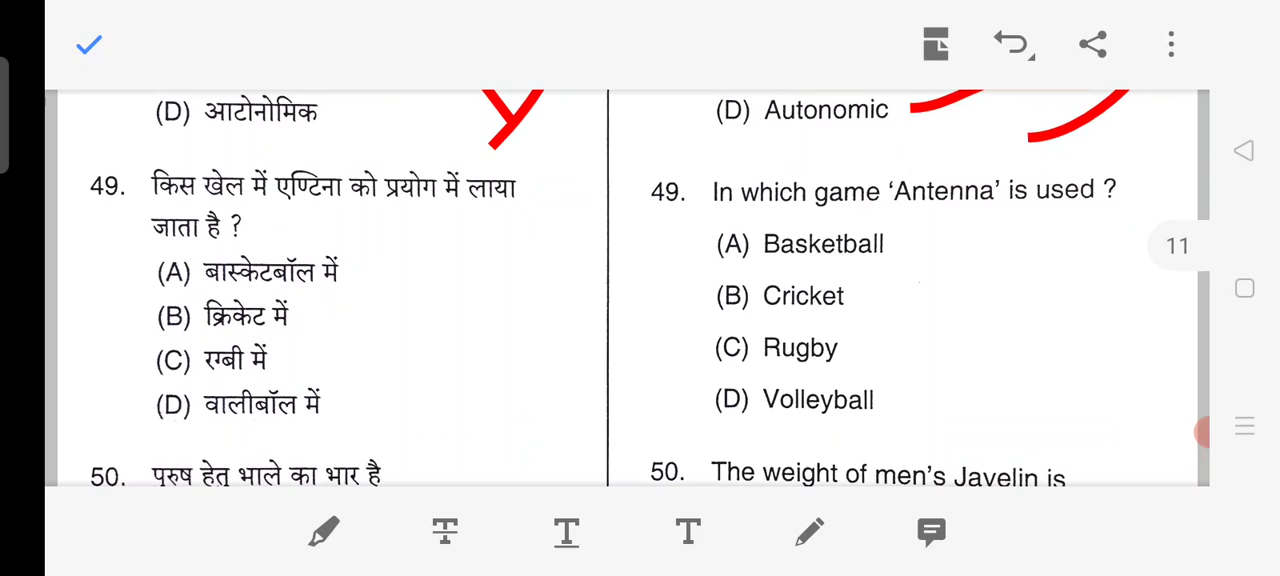 (D) आटोनोमिक
49. किस खेल में एण्टिना को प्रयोग में लाया
जाता है ?
(A) बास्केटबॉल में
(B) क्रिकेट में
(C) रग्बी में
(D) वालीबॉल में
50. पुरुष हेतु भाले का भार है
(D) Autonomic
49. In which game ‘Antenna’ is used ?
(A) Basketball
(B) Cricket
(C) Rugby
(D) Volleyball
50. The weight of men’s Javelin is
11